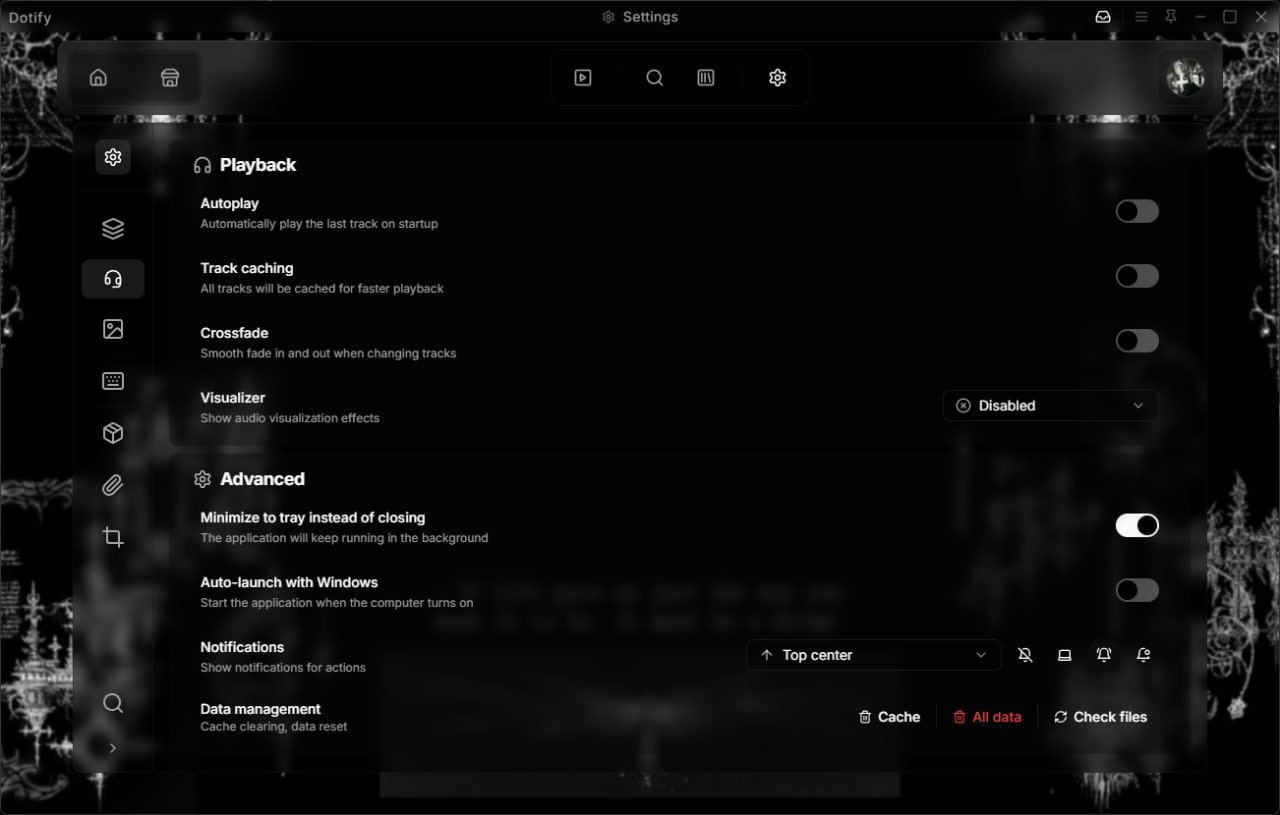 Dotify
Settings
Playback
Autoplay
Automatically play the last track on startup
Track caching
All tracks will be cached for faster playback
Crossfade
Smooth fade in and out when changing tracks
Visualizer
Show audio visualization effects
Disabled
Advanced
Minimize to tray instead of closing
The application will keep running in the background
Auto-launch with Windows
Start the application when the computer turns on
Notifications
Show notifications for actions
Top center
Data management
Cache clearing, data reset
Cache
All data
Check files